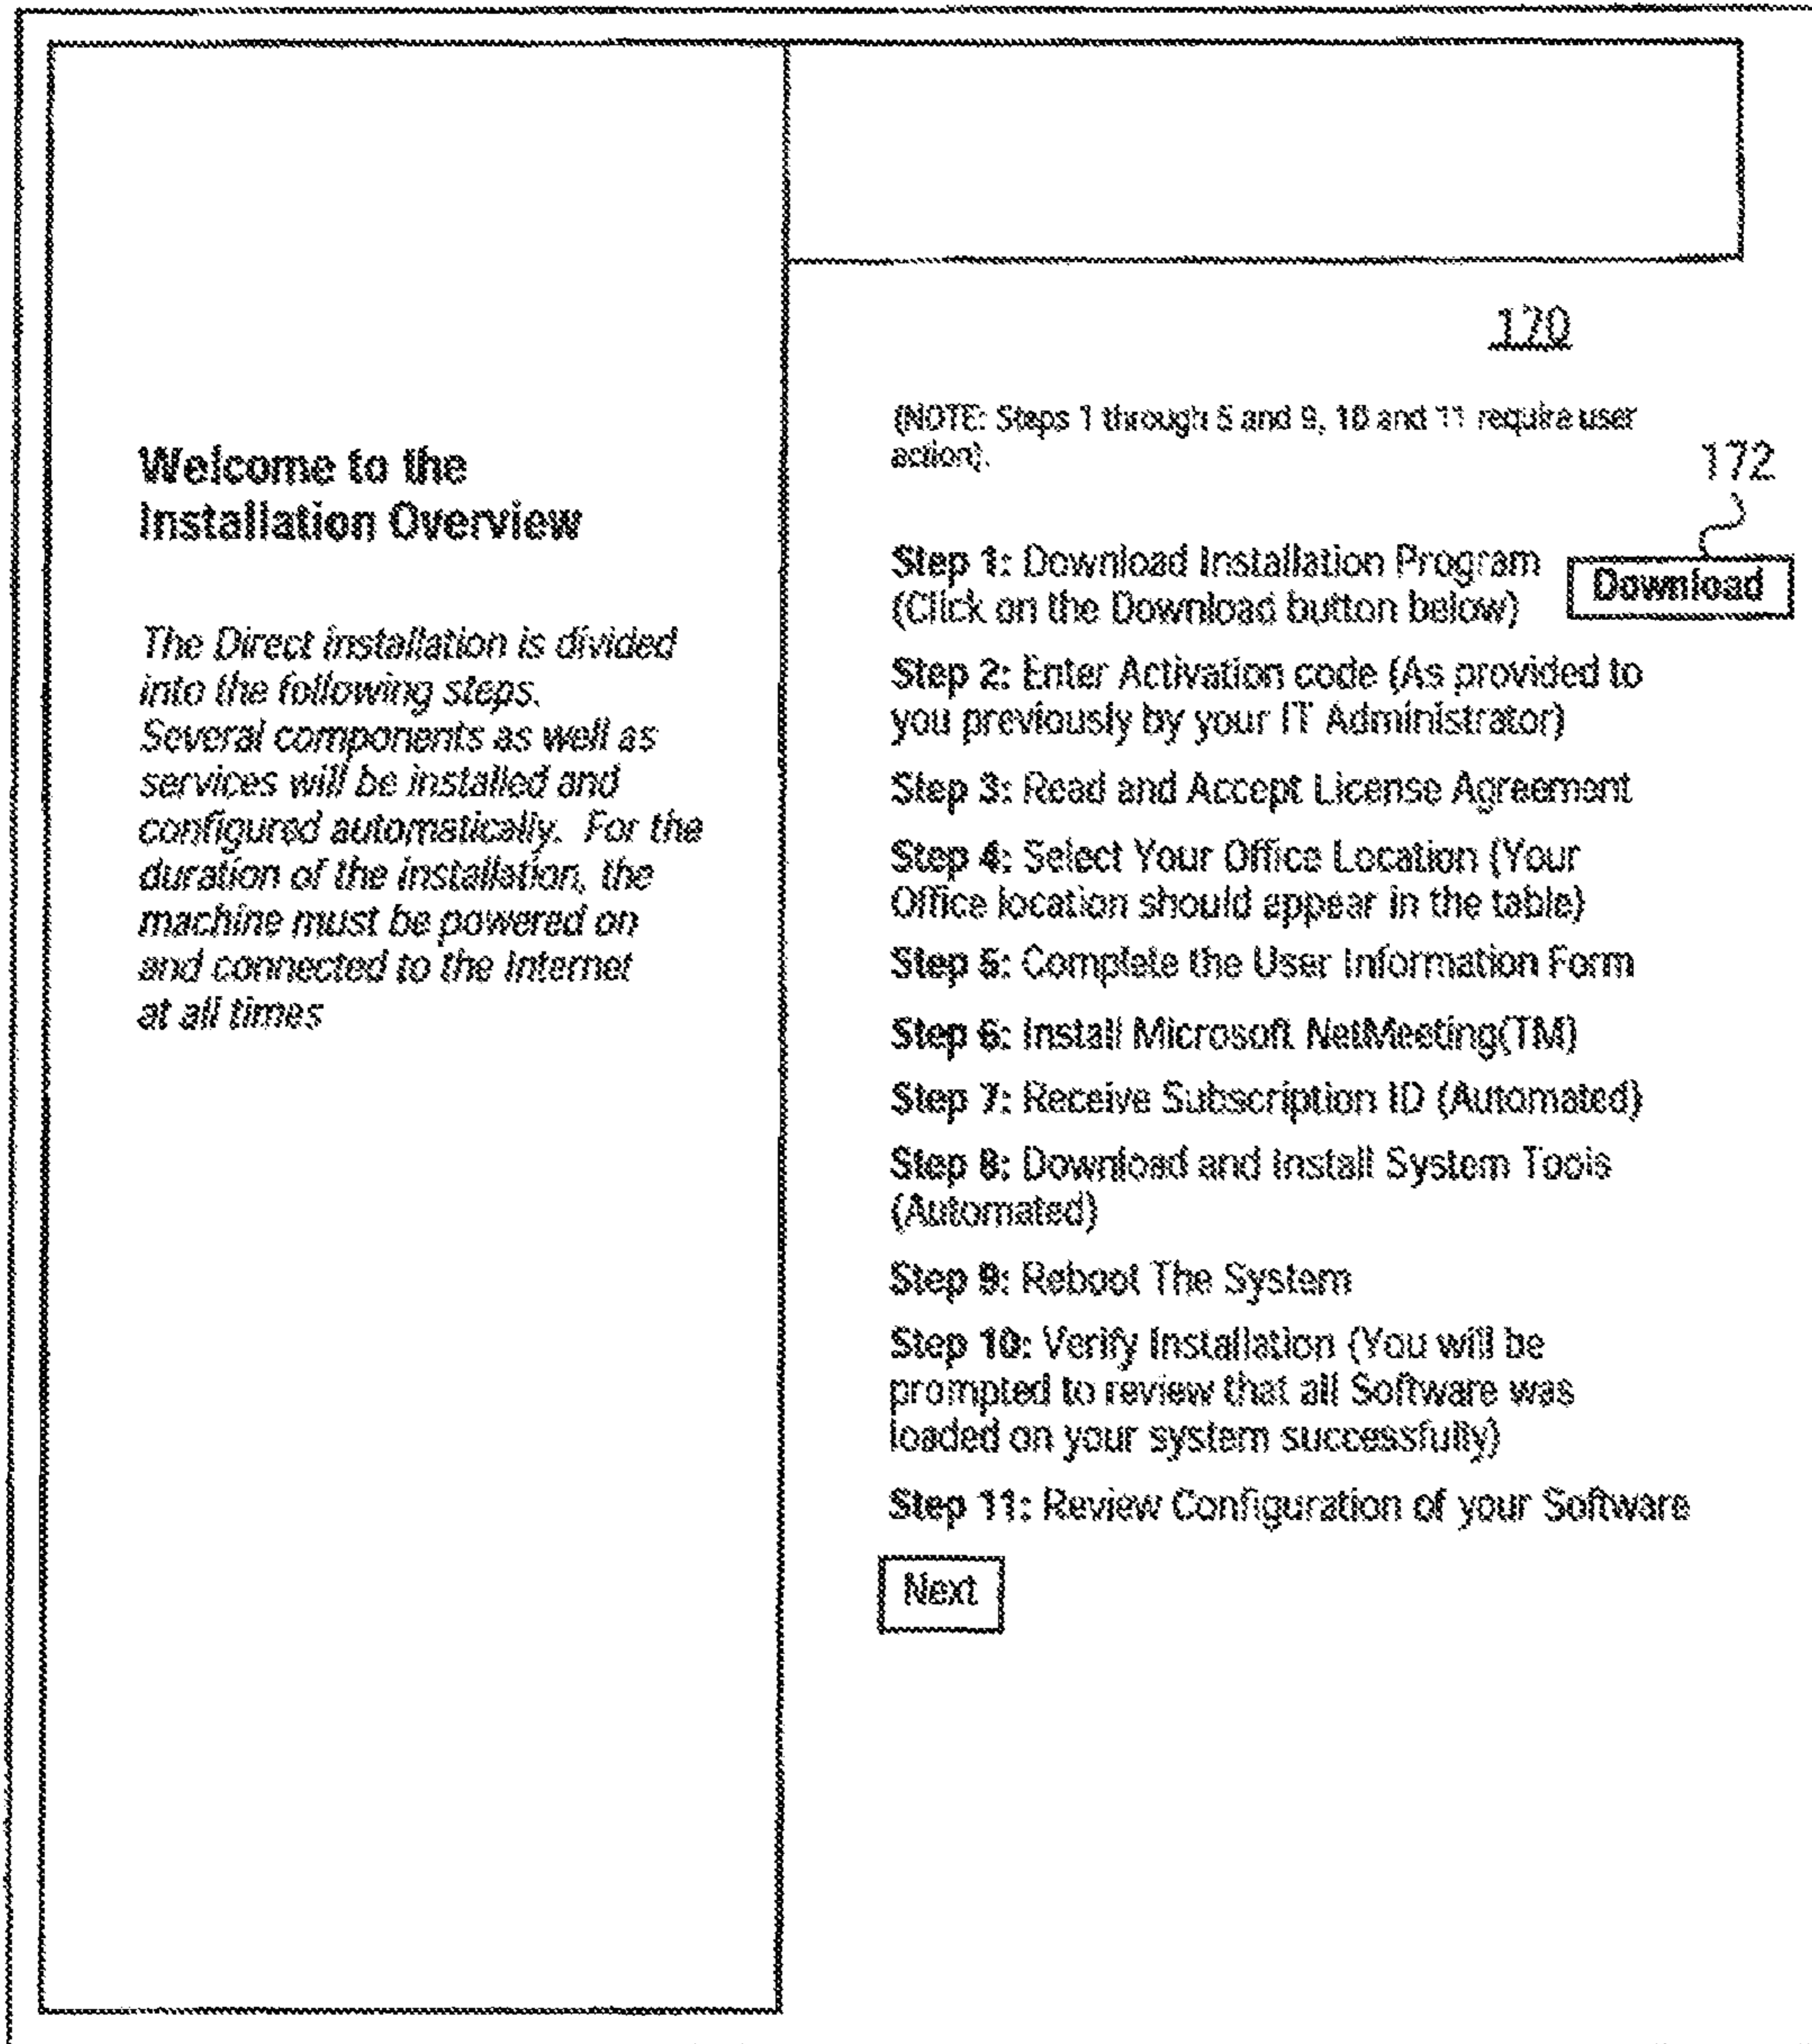 Welcome to the
Installation Overview
The Direct installation is divided
into the following steps.
Several components as well as
services will be installed and
configured automatically. For the
duration of the installation, the
machine must be powered on
and connected to the Internet
at all times
170
(NOTE: Steps 1 through 5 and 9, 10 and 11 require user
action).
172
Step 1: Download Installation Program
(Click on the Download button below)
Download
Step 2: Enter Activation code (As provided to
you previously by your IT Administrator)
Step 3: Read and Accept License Agreement
Step 4: Select Your Office Location (Your
Office location should appear in the table)
Step 5: Complete the User Information Form
Step 6: Install Microsoft NetMeeting(TM)
Step 7: Receive Subscription ID (Automated)
Step 8: Download and Install System Tools
(Automated)
Step 9: Reboot The System
Step 10: Verify Installation (You will be
prompted to review that all Software was
loaded on your system successfully)
Step 11: Review Configuration of your Software
Next